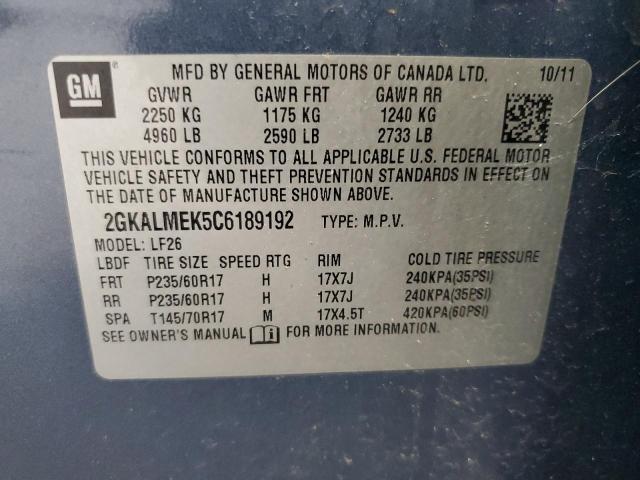 GM ® MFD BY GENERAL MOTORS OF CANADA LTD. 10/11
GVWR GAWR FRT GAWR RR
2250 KG 1175 KG 1240 KG
4960 LB 2590 LB 2733 LB
THIS VEHICLE CONFORMS TO ALL APPLICABLE U.S. FEDERAL MOTOR
VEHICLE SAFETY AND THEFT PREVENTION STANDARDS IN EFFECT ON
THE DATE OF MANUFACTURE SHOWN ABOVE.
2GKALMEK5C6189192 TYPE: M.P.V.
MODEL: LF26
LBDF TIRE SIZE SPEED RTG RIM COLD TIRE PRESSURE
FRT P235/60R17 H 17X7J 240KPA(35PSI)
RR P235/60R17 H 17X7J 240KPA(35PSI)
SPA T145/70R17 M 17X4.5T 420KPA(60PSI)
SEE OWNER'S MANUAL i FOR MORE INFORMATION.